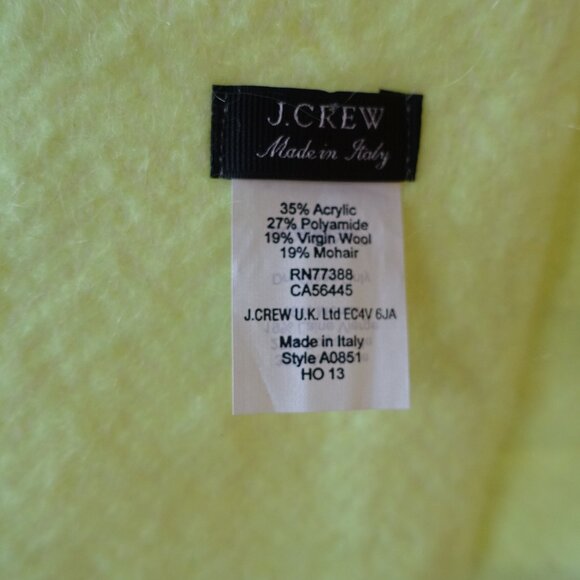 J.CREW
Made in Italy
35% Acrylic
27% Polyamide
19% Virgin Wool
19% Mohair
RN77388
CA56445
J.CREW U.K. Ltd EC4V 6JA
Made in Italy
Style A0851
HO 13